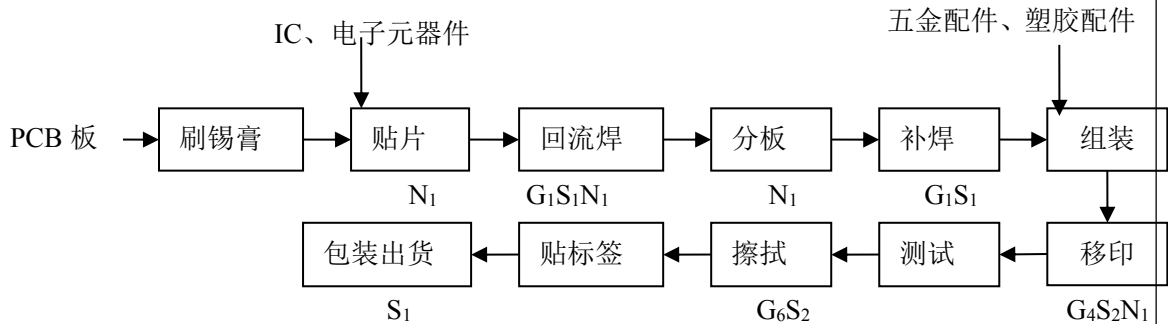 IC、电子元器件
五金配件、塑胶配件
PCB 板 刷锡膏 贴片 回流焊 分板 补焊 组装
N₁ G₁S₁N₁ N₁ G₁S₁
包装出货 贴标签 擦拭 测试 移印
S₁ G₆S₂ G₄S₂N₁